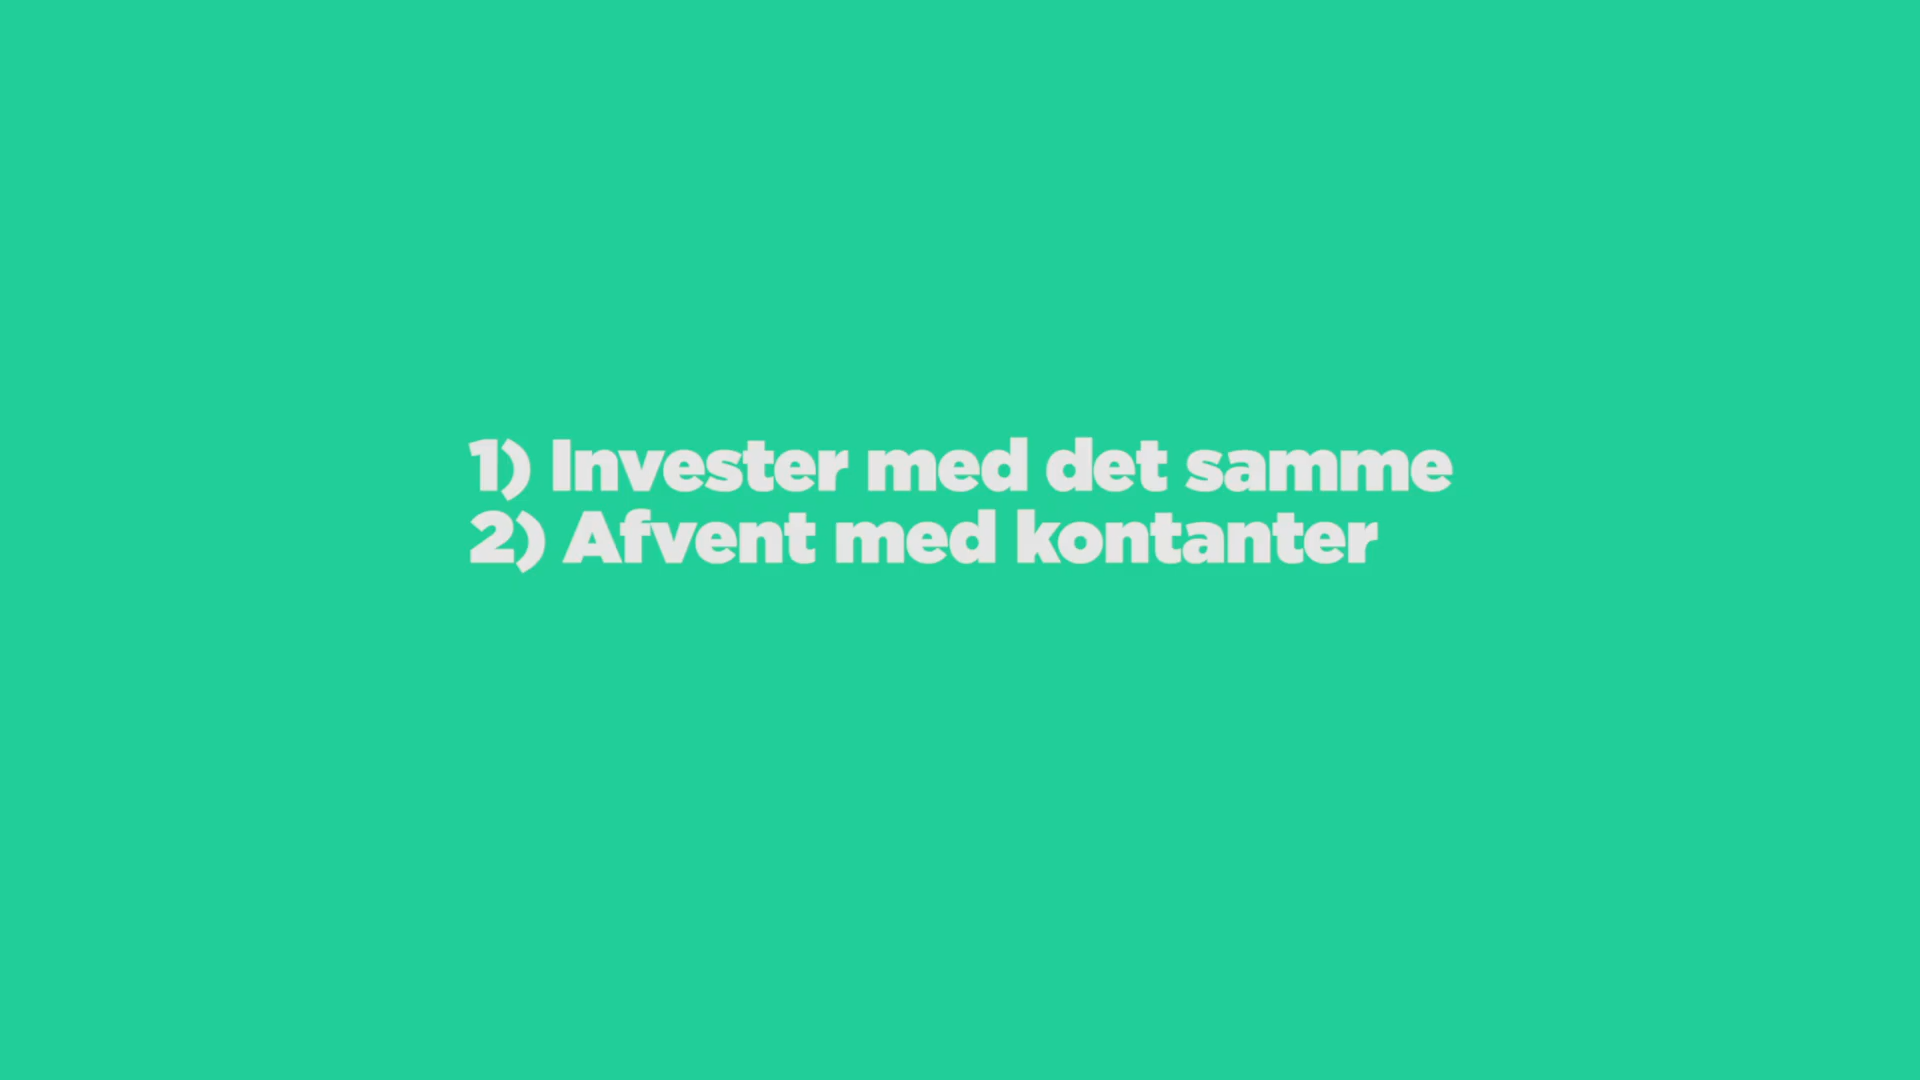 1) Invester med det samme
2) Afvent med kontanter